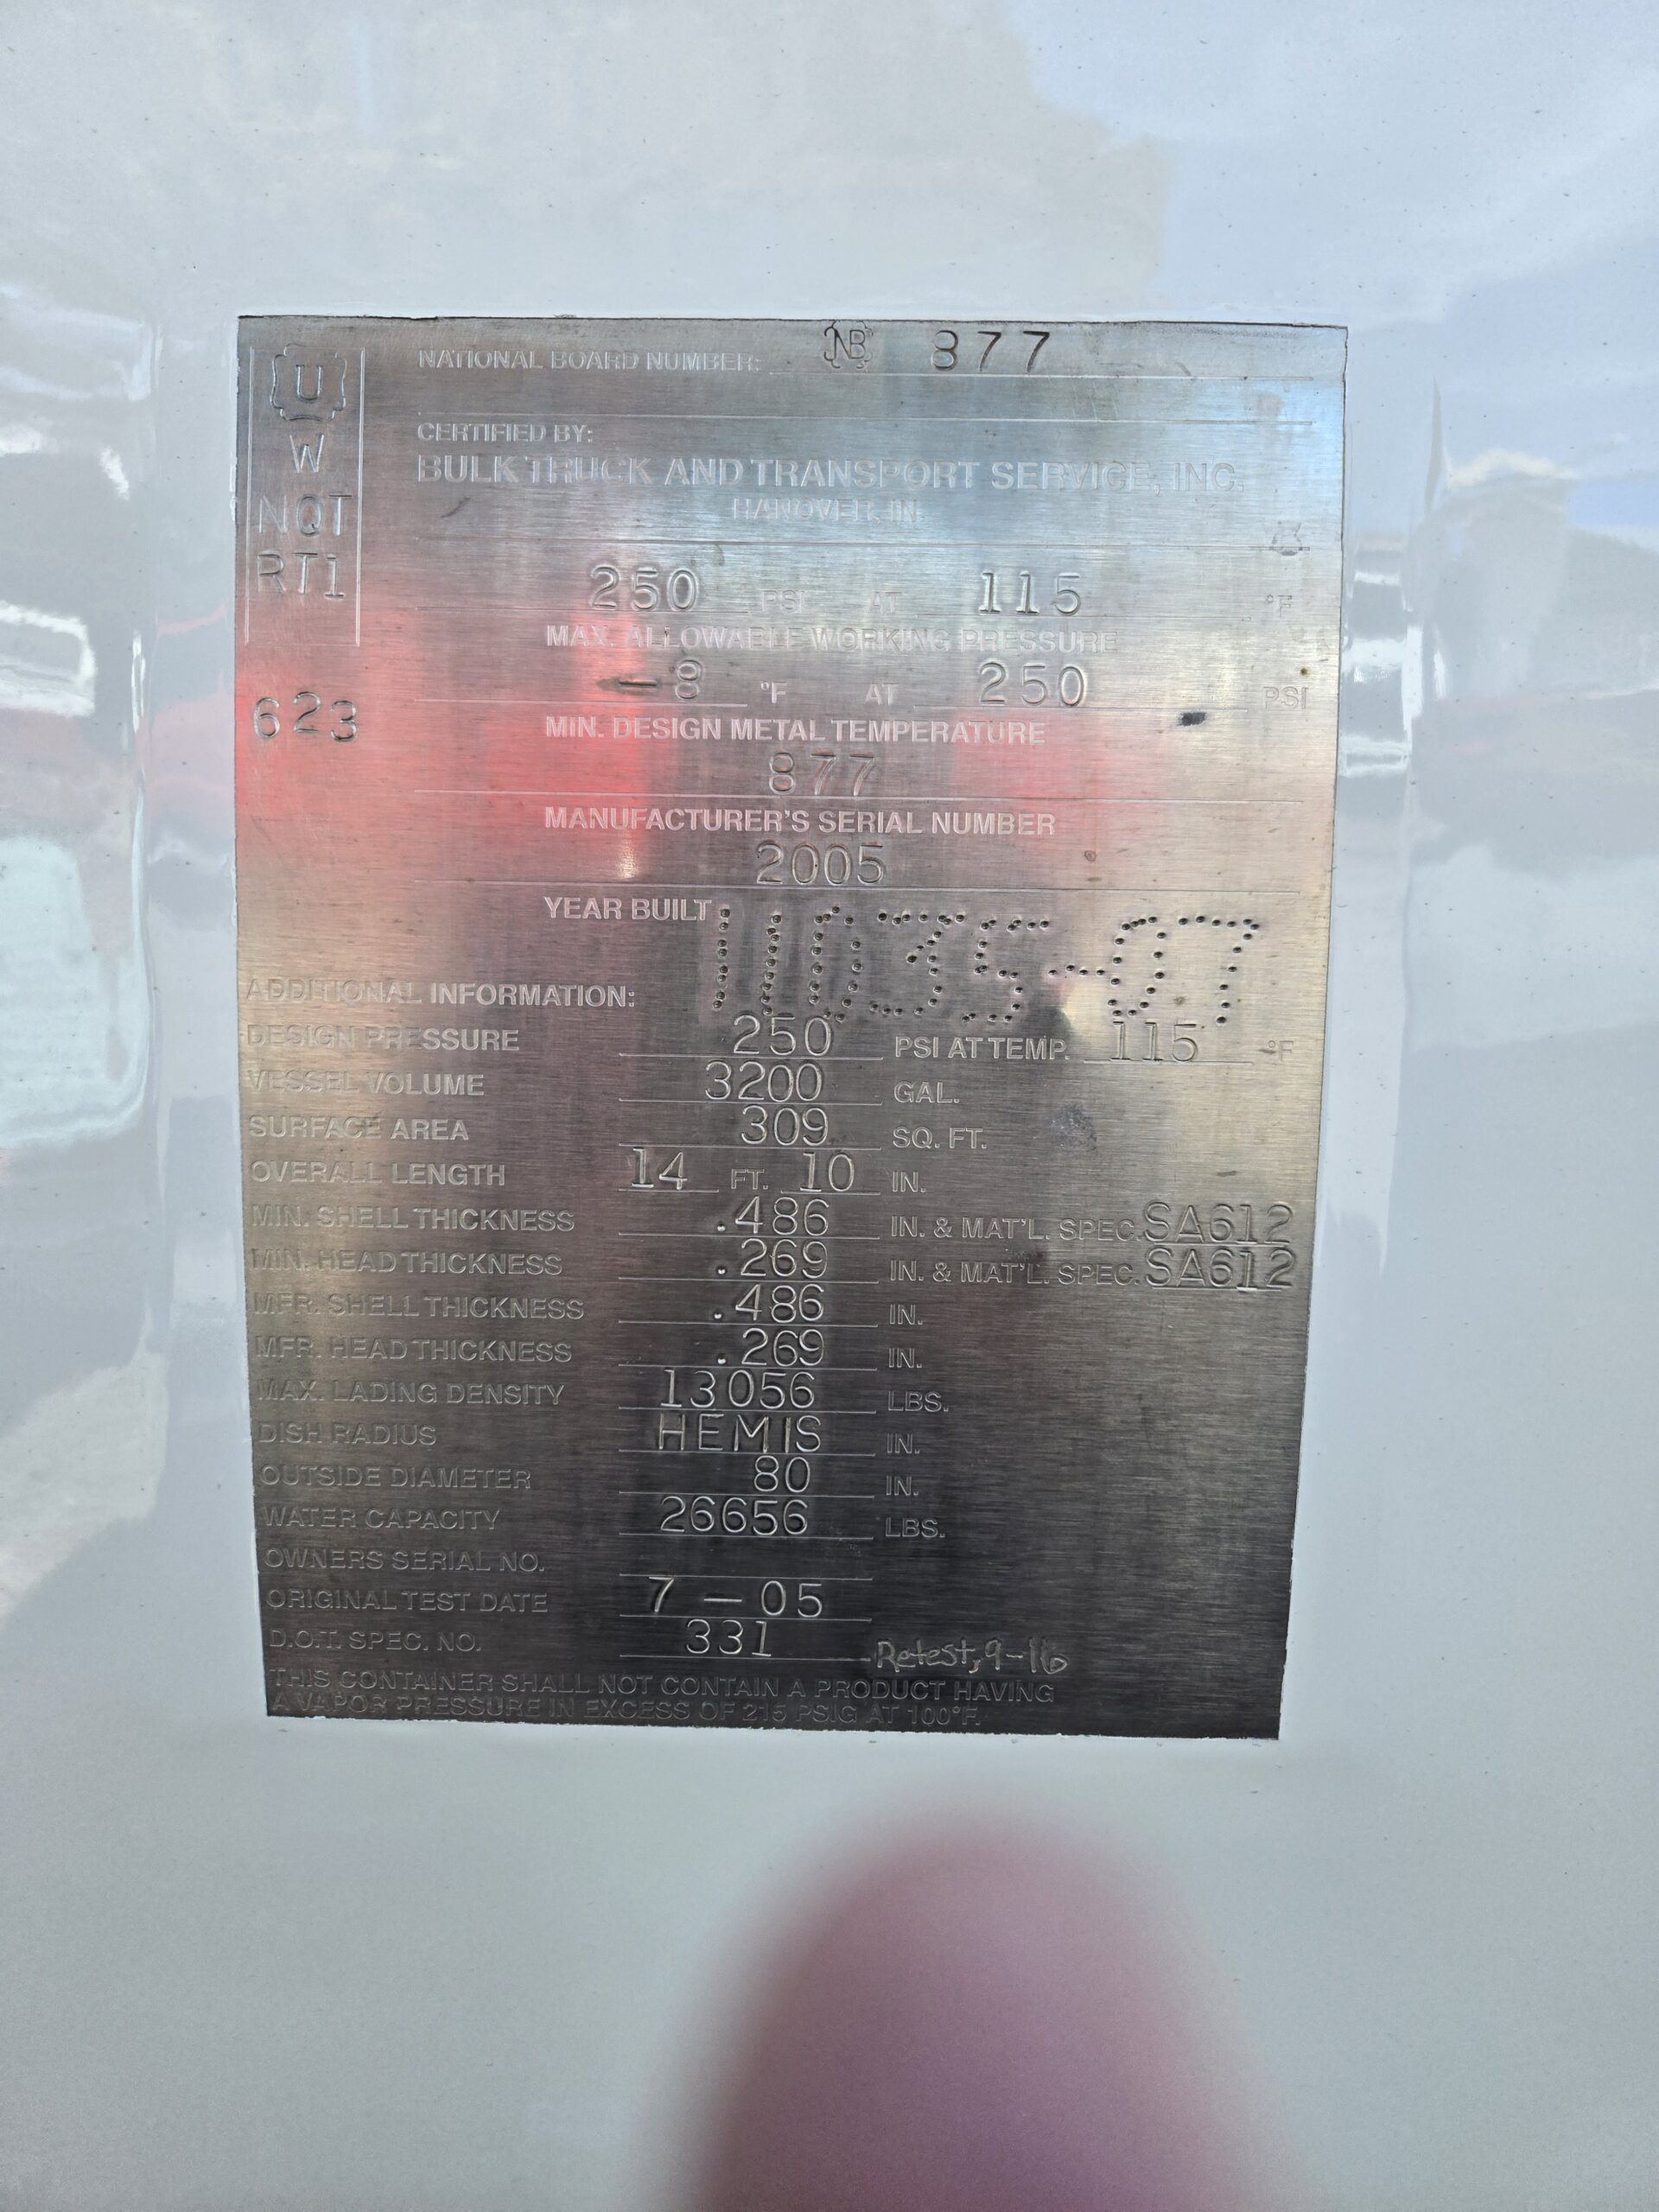 U
W
NQT
RT1
623
NATIONAL BOARD NUMBER: NB 877
CERTIFIED BY:
BULK TRUCK AND TRANSPORT SERVICE, INC.
HANOVER, IN.
250 PSI AT 115 °F
MAX. ALLOWABLE WORKING PRESSURE
-8 °F AT 250 PSI
MIN. DESIGN METAL TEMPERATURE
877
MANUFACTURER'S SERIAL NUMBER
2005
YEAR BUILT
ADDITIONAL INFORMATION:
DESIGN PRESSURE 250 PSI AT TEMP. 115 °F
VESSEL VOLUME 3200 GAL.
SURFACE AREA 309 SQ. FT.
OVERALL LENGTH 14 FT. 10 IN.
MIN. SHELL THICKNESS .486 IN. & MAT'L. SPEC. SA612
MIN. HEAD THICKNESS .269 IN. & MAT'L. SPEC. SA612
MFR. SHELL THICKNESS .486 IN.
MFR. HEAD THICKNESS .269 IN.
MAX. LADING DENSITY 13056 LBS.
DISH RADIUS HEMIS IN.
OUTSIDE DIAMETER 80 IN.
WATER CAPACITY 26656 LBS.
OWNERS SERIAL NO.
ORIGINAL TEST DATE 7 - 05
D.O.T. SPEC. NO. 331 Retest, 9-16
THIS CONTAINER SHALL NOT CONTAIN A PRODUCT HAVING
A VAPOR PRESSURE IN EXCESS OF 215 PSIG AT 100°F.